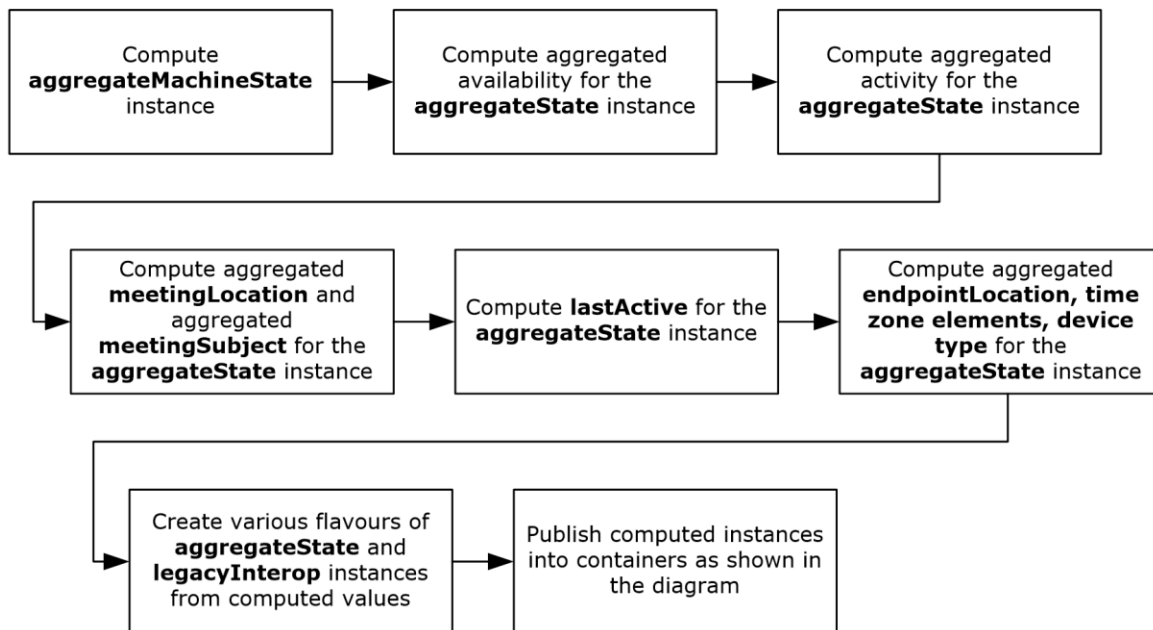 Compute
aggregateMachineState
instance
Compute aggregated
availability for the
aggregateState instance
Compute aggregated
activity for the
aggregateState instance
Compute aggregated
meetingLocation and
aggregated
meetingSubject for the
aggregateState instance
Compute lastActive for the
aggregateState instance
Compute aggregated
endpointLocation, time
zone elements, device
type for the
aggregateState instance
Create various flavours of
aggregateState and
legacyInterop instances
from computed values
Publish computed instances
into containers as shown in
the diagram